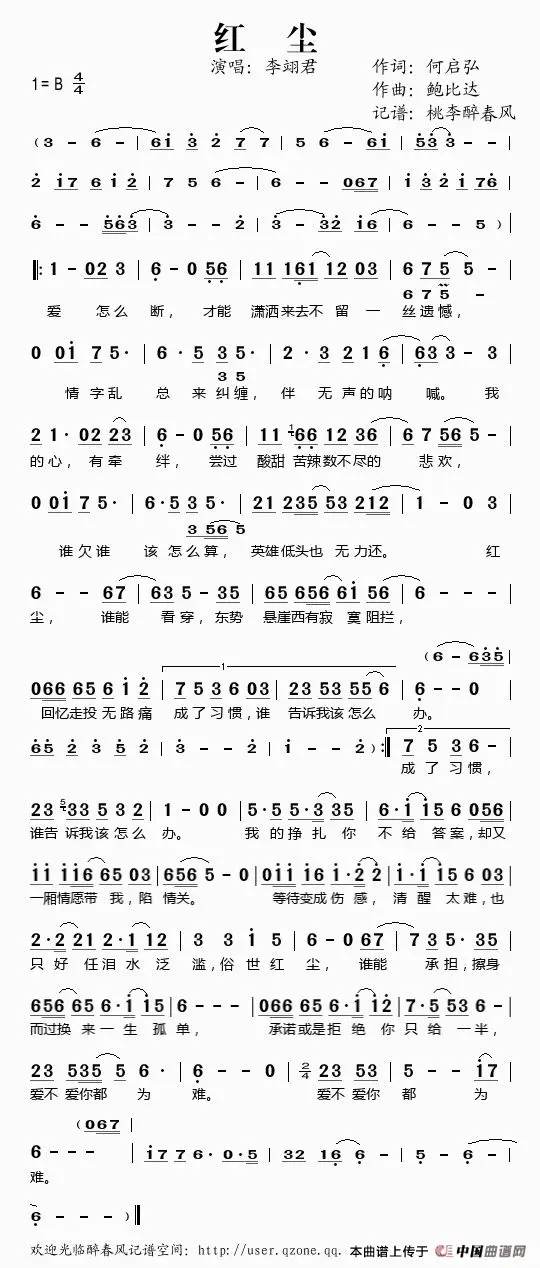 红 尘
演唱：李翊君 作词：何启弘
1=B 4/4 作曲：鲍比达
记谱：桃李醉春风
（3 - 6 - | 6i 3 2 7 7 | 5 6 - 6i | 53 3 - - |
2 i7 6 i 2 | 7 5 6 - | 6 - - 067 | i 3 2 i 76 |
6 - - 563 | 3 - - 2 | 3 - 32 i6 | 6 - - 5 ）|
‖: 1 - 02 3 | 6 - 0 56 | 11 161 12 03 | 6 75 5 - |
6 7 5 -
爱 怎么 断，才能 潇洒来去不 留一 丝遗憾，
0 0i 7 5· | 6· 5 3 5· | 2· 3 21 6 | 63 3 - 3 |
3 5
情字乱 总 来纠缠，伴 无声的呐 喊。我
2 1· 02 23 | 6 - 0 56 | 11 166 12 36 | 6 7 56 5 - |
的心，有牵 绊，尝过 酸甜苦辣数不尽的 悲欢，
0 0i 7 5· | 6·5 3 5· | 21 235 53 212 | 1 - 0 3 |
3 56 5
谁欠谁 该怎么算，英雄低头也 无力还。 红
6 - - 67 | 63 5 - 35 | 65 656 61 56 | 6 - - - |
尘， 谁能 看穿，东势 悬崖西有寂 寞阻拦，
（6 - 635 |
1
066 65 6 i 2 | 7 5 3 6 03 | 23 53 55 6 | 6 - - 0 |
回忆走投无路痛 成了习惯，谁 告诉我该怎么 办。
2
65 2 3 2 | 3 - - 2 | i - - 2 ）:‖ 7 5 36 - |
成了习惯，
23 533 5 3 2 | 1 - 0 0 | 5·5 5·3 35 | 6·i i5 6 056 |
谁告诉我该怎么 办。 我的挣扎你 不给答案，却又
ii ii6 65 03 | 656 5 - 0 | 0ii i6 i·2 2 | i·i i5 6 03 |
一厢情愿带我，陷 情关。 等待变成伤 感，清醒太难，也
2·2 21 2·1 12 | 3 3 i 5 | 6 - 0 67 | 7 35· 35 |
只好任泪水泛 滥，俗世红 尘，谁能 承担，擦身
656 65 6·i i5 | 6 - - - | 066 65 6·i i2 | 7·5 53 6 |
而过换来一生孤 单， 承诺或是拒绝你 只给一半，
23 535 5 6· | 6 - - 0 | 2/4 23 53 | 5 - - i7 |
爱不爱你都 为 难。 爱不爱你 都 为
（067
6 - - - | i7 7 6· 0·5 | 32 16 6 - | 5 - 6 - |
难。
6 - - - ）‖
欢迎光临醉春风记谱空间：http://user.qzone.qq. 本曲谱上传于 中国曲谱网